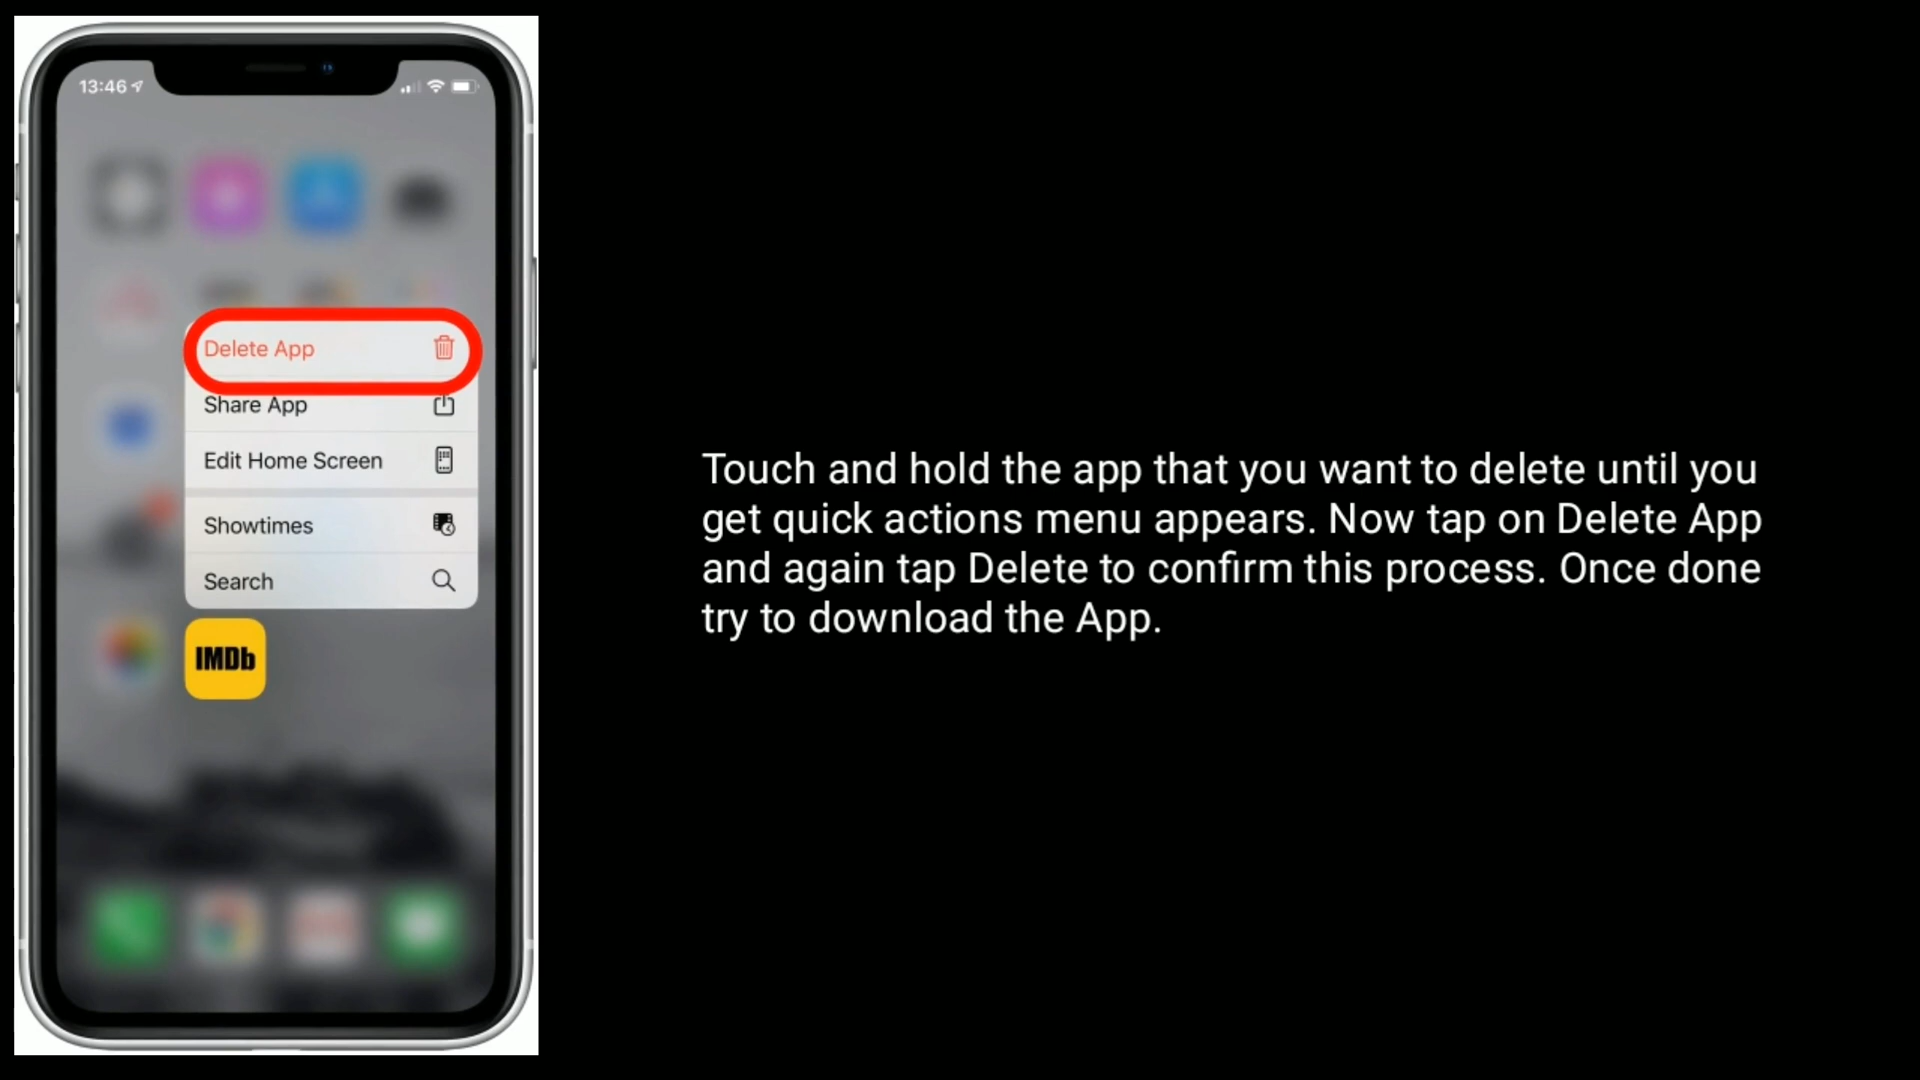 13:46
Delete App
Share App
Edit Home Screen
Showtimes
Search
IMDb
Touch and hold the app that you want to delete until you
get quick actions menu appears. Now tap on Delete App
and again tap Delete to confirm this process. Once done
try to download the App.